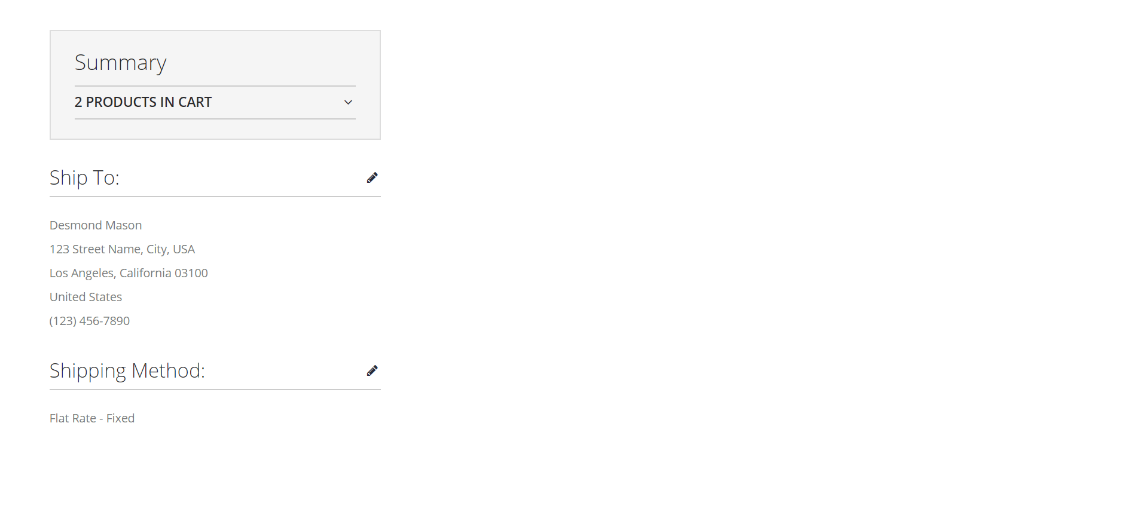 Summary
2 PRODUCTS IN CART
Ship To:
Desmond Mason
123 Street Name, City, USA
Los Angeles, California 03100
United States
(123) 456-7890
Shipping Method:
Flat Rate - Fixed